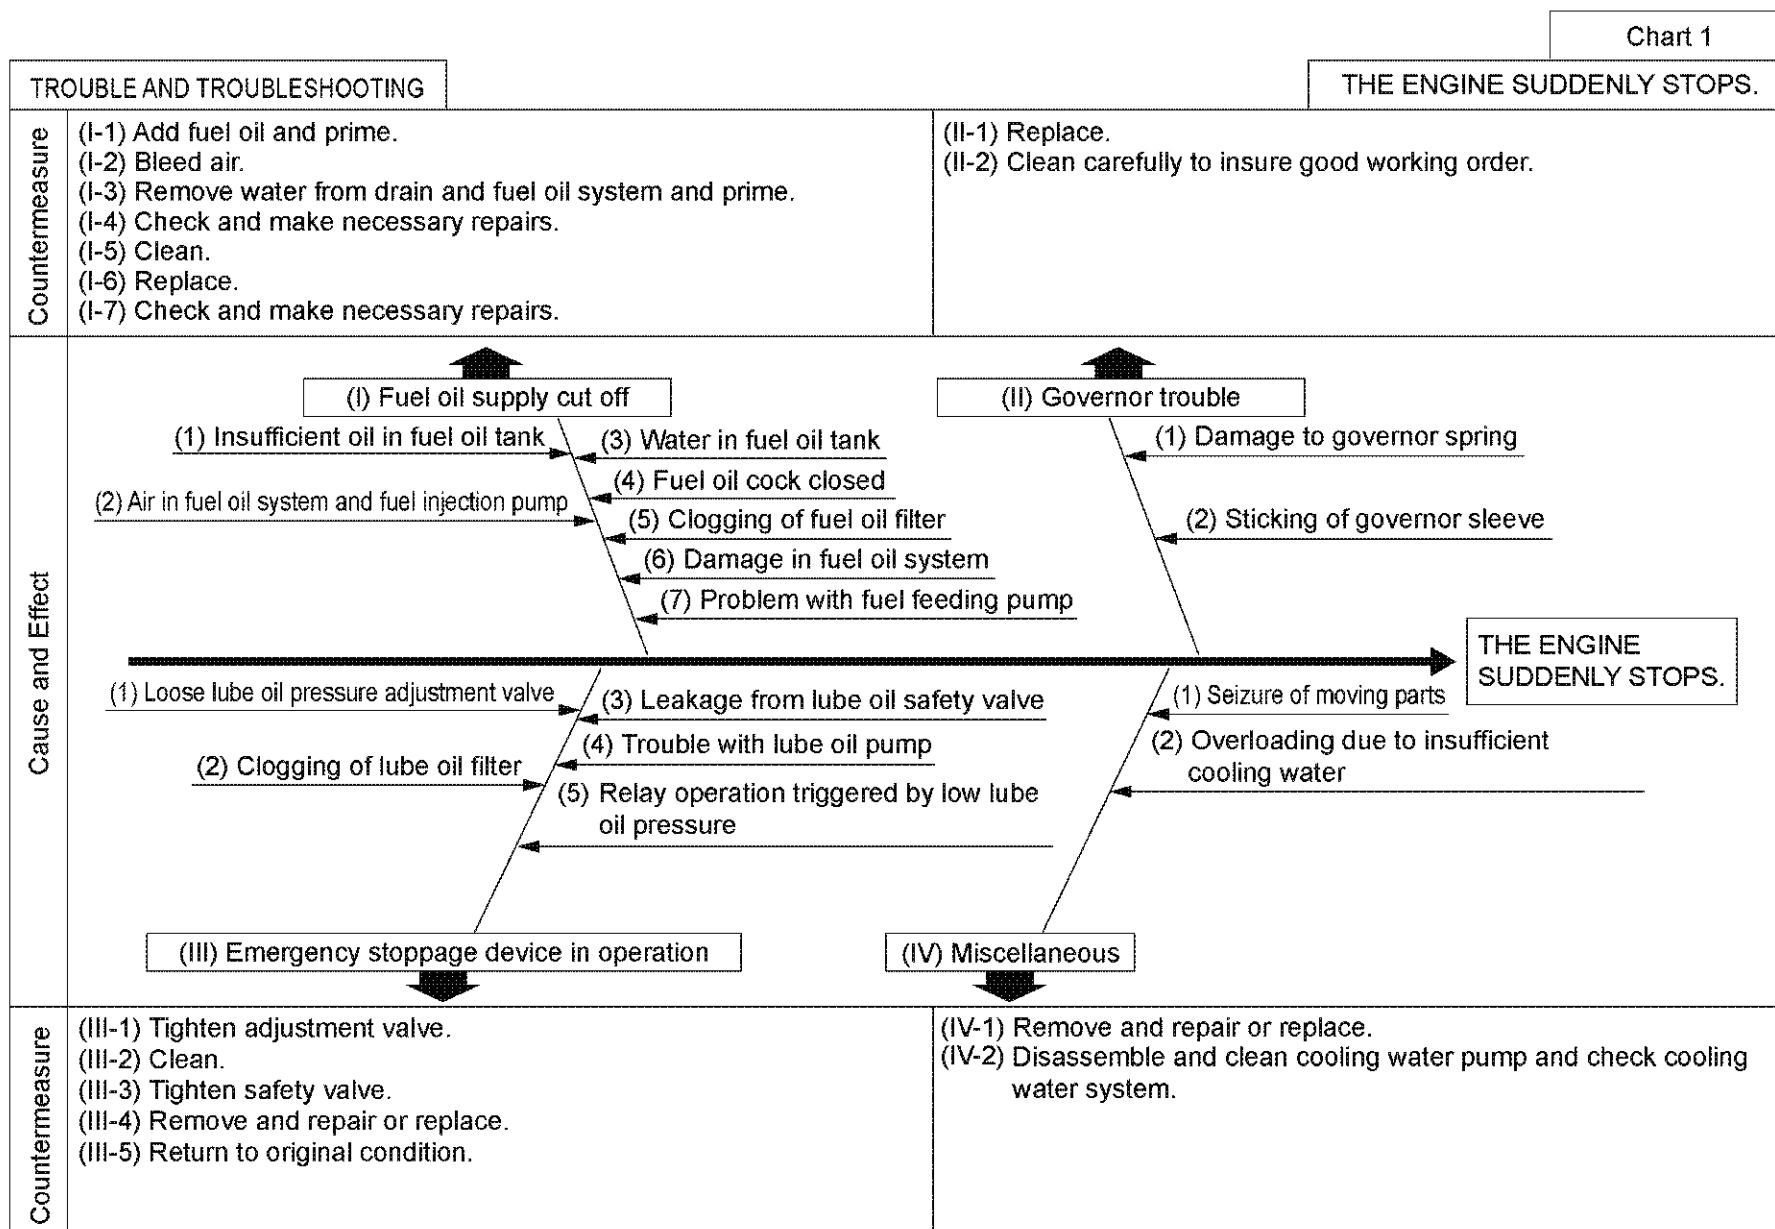 Chart 1
TROUBLE AND TROUBLESHOOTING
THE ENGINE SUDDENLY STOPS.
Countermeasure
(I-1) Add fuel oil and prime.
(I-2) Bleed air.
(I-3) Remove water from drain and fuel oil system and prime.
(I-4) Check and make necessary repairs.
(I-5) Clean.
(I-6) Replace.
(I-7) Check and make necessary repairs.
(II-1) Replace.
(II-2) Clean carefully to insure good working order.
Cause and Effect
(I) Fuel oil supply cut off
(1) Insufficient oil in fuel oil tank
(2) Air in fuel oil system and fuel injection pump
(3) Water in fuel oil tank
(4) Fuel oil cock closed
(5) Clogging of fuel oil filter
(6) Damage in fuel oil system
(7) Problem with fuel feeding pump
(II) Governor trouble
(1) Damage to governor spring
(2) Sticking of governor sleeve
THE ENGINE
SUDDENLY STOPS.
(1) Loose lube oil pressure adjustment valve
(2) Clogging of lube oil filter
(3) Leakage from lube oil safety valve
(4) Trouble with lube oil pump
(5) Relay operation triggered by low lube
oil pressure
(III) Emergency stoppage device in operation
(1) Seizure of moving parts
(2) Overloading due to insufficient
cooling water
(IV) Miscellaneous
Countermeasure
(III-1) Tighten adjustment valve.
(III-2) Clean.
(III-3) Tighten safety valve.
(III-4) Remove and repair or replace.
(III-5) Return to original condition.
(IV-1) Remove and repair or replace.
(IV-2) Disassemble and clean cooling water pump and check cooling
water system.